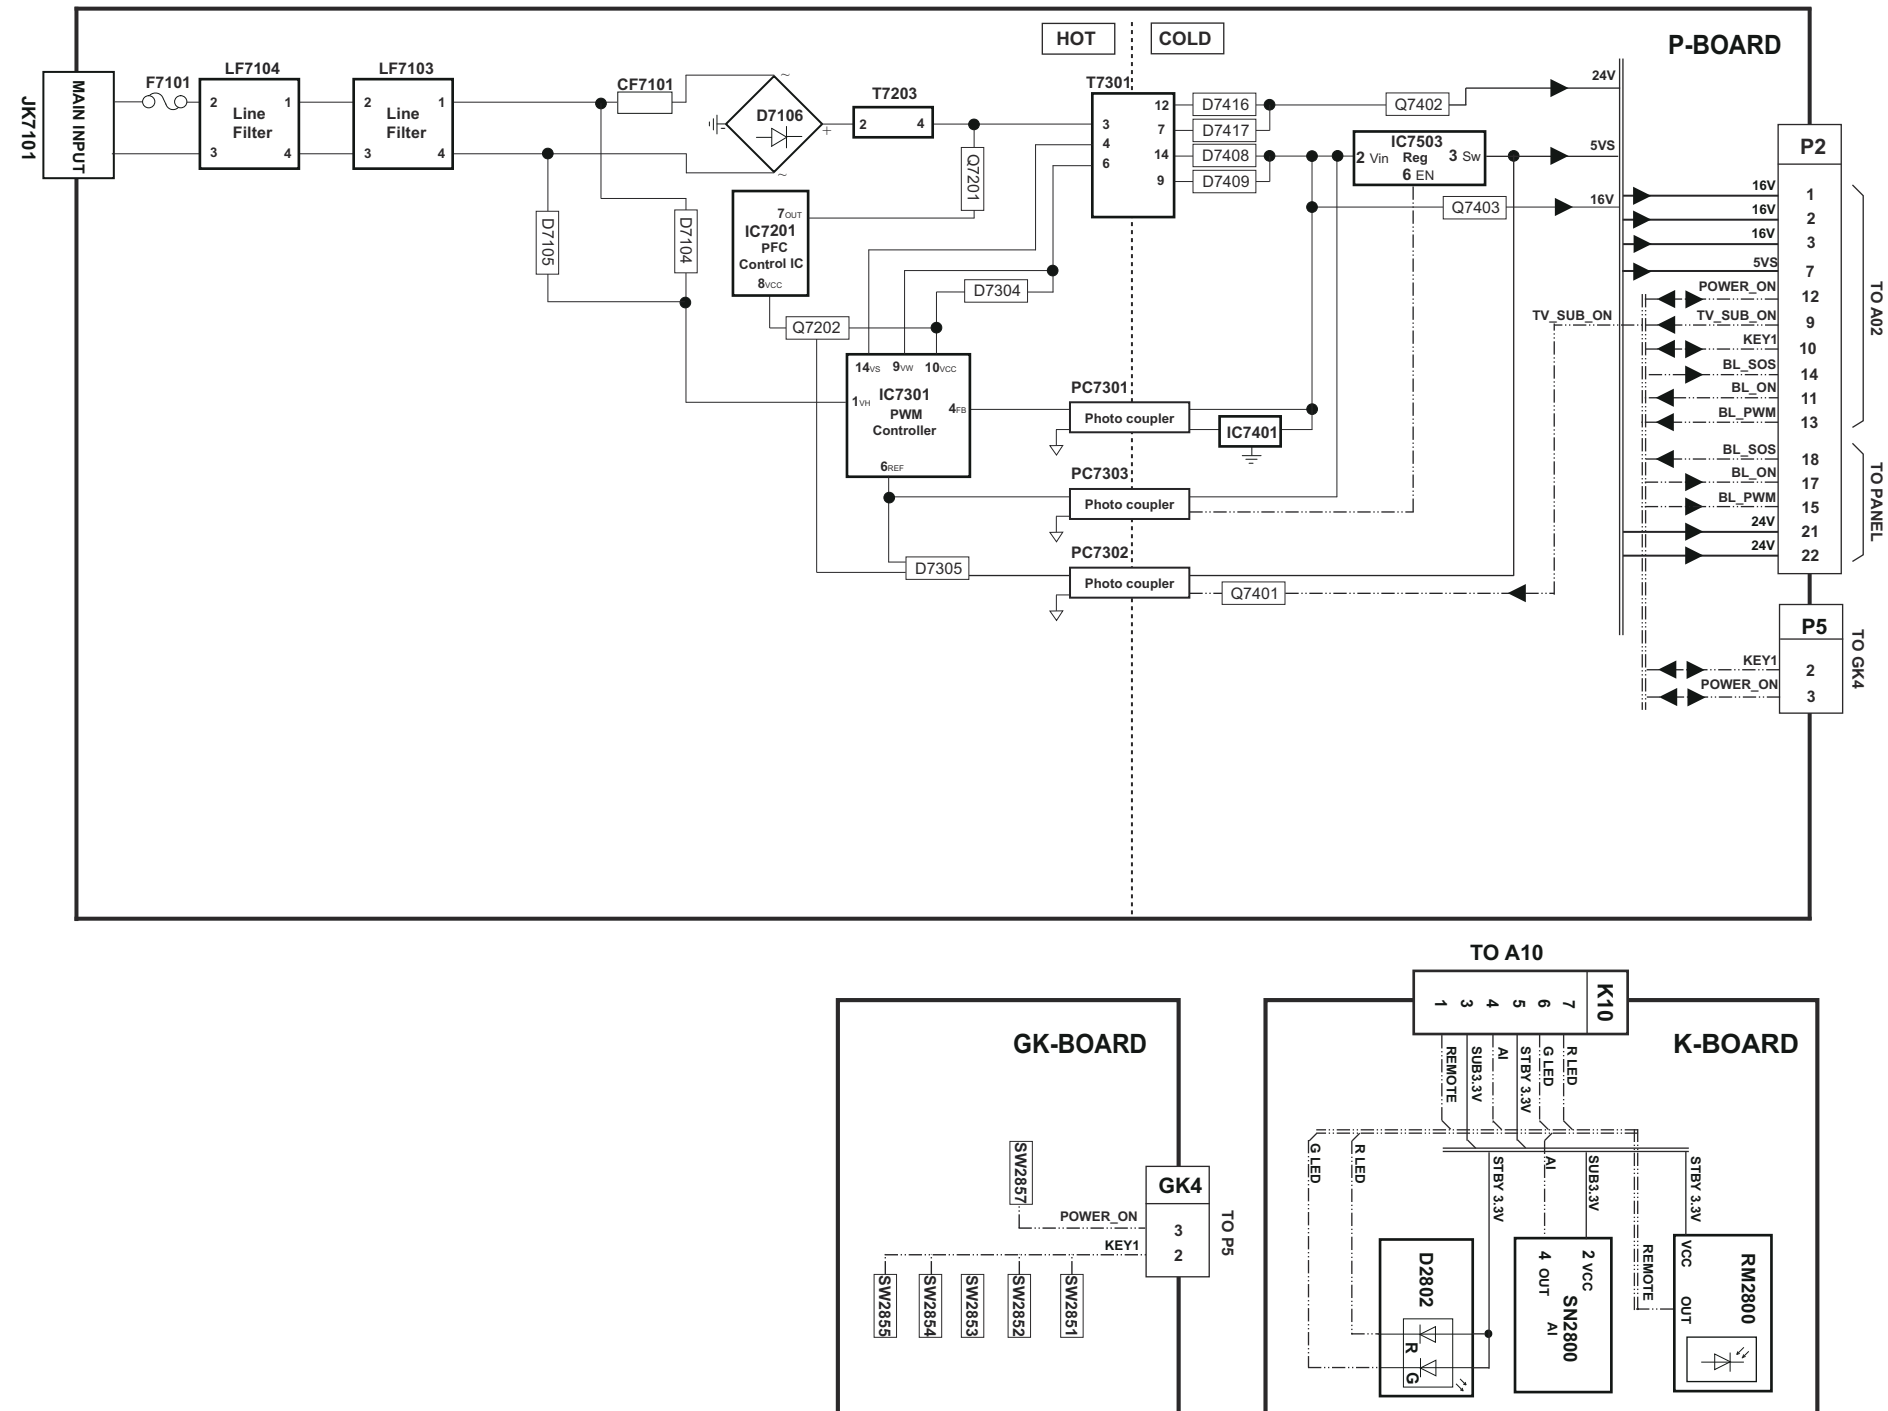 HOT
COLD
P-BOARD
JK7101
MAIN INPUT
F7101
LF7104
2
1
Line
Filter
3
4
LF7103
2
1
Line
Filter
3
4
CF7101
~
D7106
-
+
~
T7203
2
4
Q7201
D7105
D7104
7OUT
IC7201
PFC
Control IC
8VCC
Q7202
D7304
14VS
9VW
10VCC
1VH
IC7301
PWM
Controller
4FB
6REF
D7305
T7301
3
4
6
12
7
14
9
D7416
D7417
D7408
D7409
Q7402
24V
IC7503
2 Vin
Reg
3 Sw
6 EN
5VS
Q7403
16V
TV_SUB_ON
PC7301
Photo coupler
IC7401
PC7303
Photo coupler
PC7302
Photo coupler
Q7401
P2
16V
1
16V
2
16V
3
5VS
7
POWER_ON
12
TV_SUB_ON
9
KEY1
10
BL_SOS
14
BL_ON
11
BL_PWM
13
TO A02
BL_SOS
18
BL_ON
17
BL_PWM
15
24V
21
24V
22
TO PANEL
P5
KEY1
2
POWER_ON
3
TO GK4
GK-BOARD
SW2857
GK4
POWER_ON
3
KEY1
2
TO P5
SW2855
SW2854
SW2853
SW2852
SW2851
TO A10
K10
1
3
4
5
6
7
K-BOARD
REMOTE
SUB3.3V
AI
STBY 3.3V
G LED
R LED
G LED
R LED
STBY 3.3V
AI
SUB3.3V
STBY 3.3V
REMOTE
D2802
R
G
2 VCC
4 OUT
SN2800
AI
VCC
OUT
RM2800